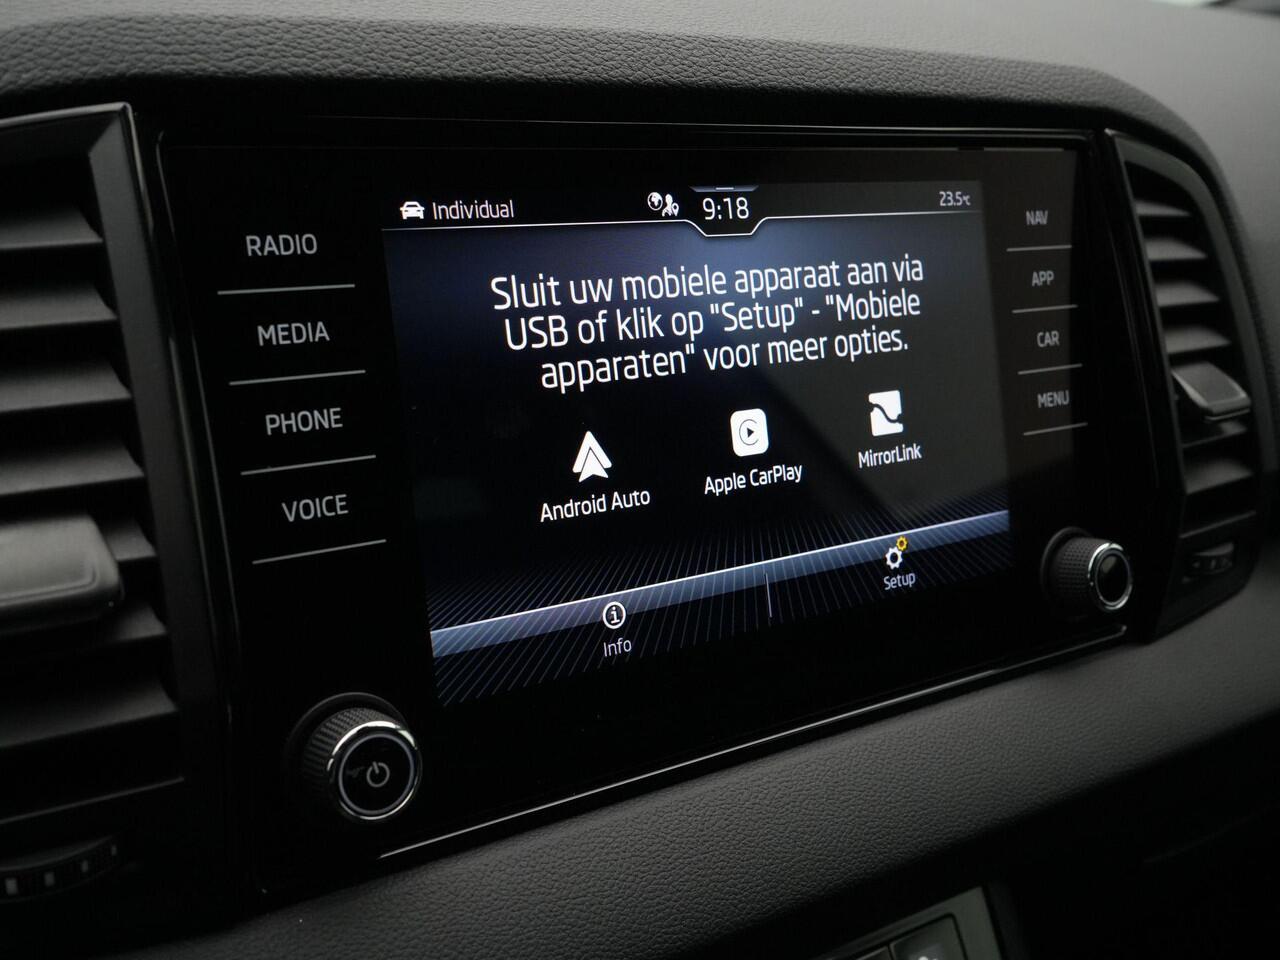 Individual
9:18
23.5°C
RADIO
MEDIA
PHONE
VOICE
NAV
APP
CAR
MENU
Sluit uw mobiele apparaat aan via
USB of klik op "Setup" - "Mobiele
apparaten" voor meer opties.
Android Auto
Apple CarPlay
MirrorLink
Info
Setup